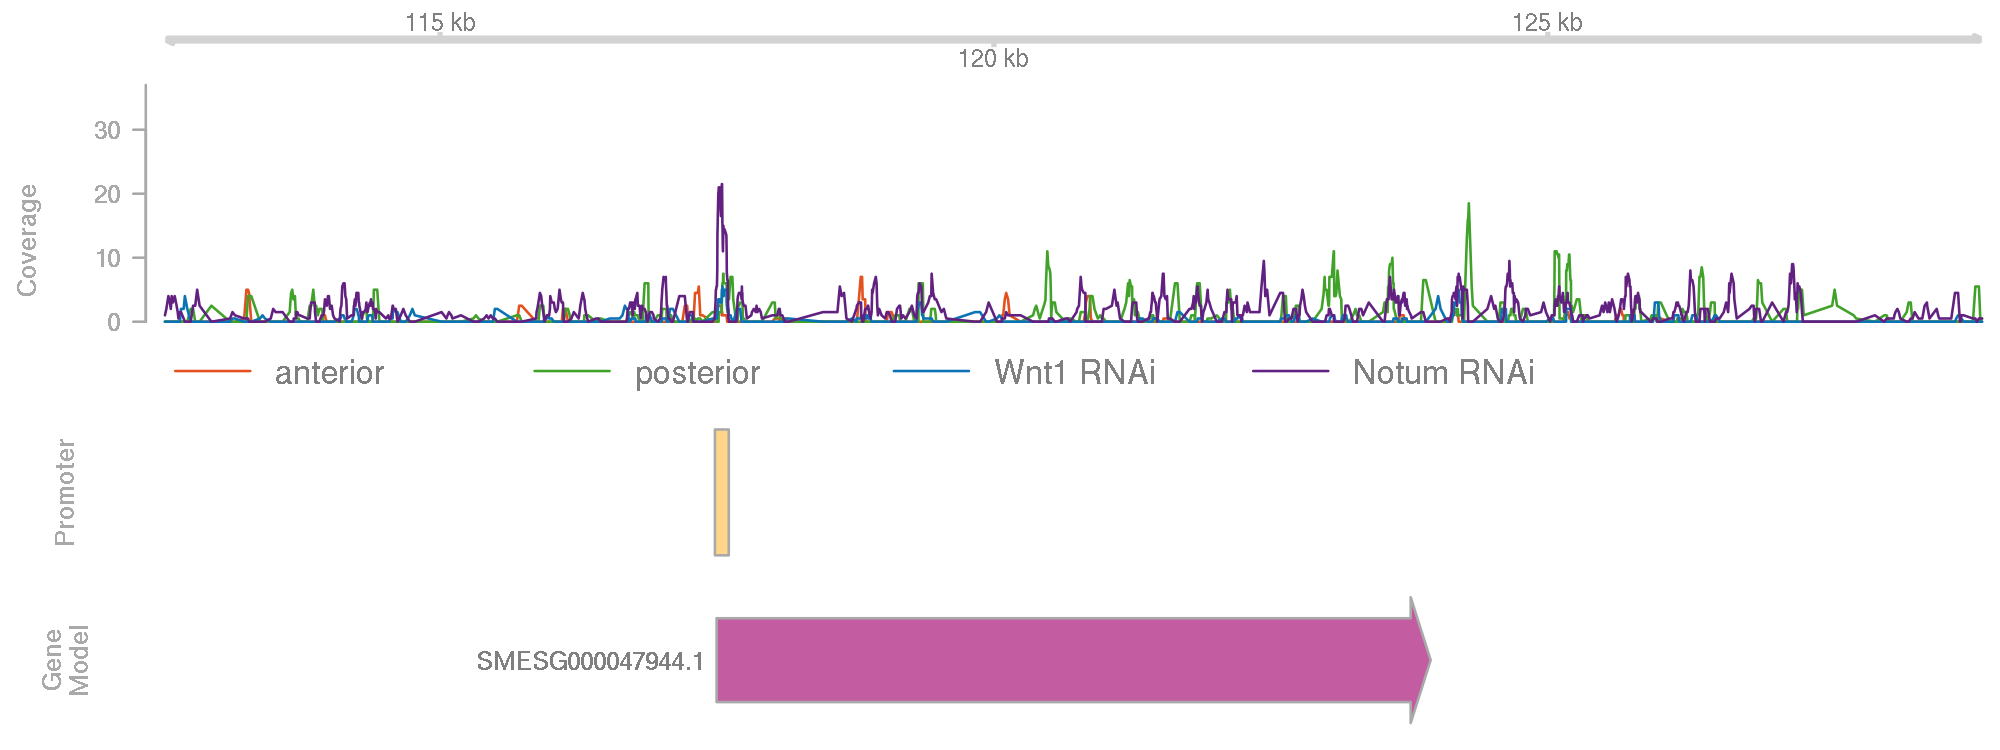 115 kb
125 kb
120 kb
Coverage
30
20
10
0
anterior
posterior
Wnt1 RNAi
Notum RNAi
Promoter
Gene
Model
SMESG000047944.1